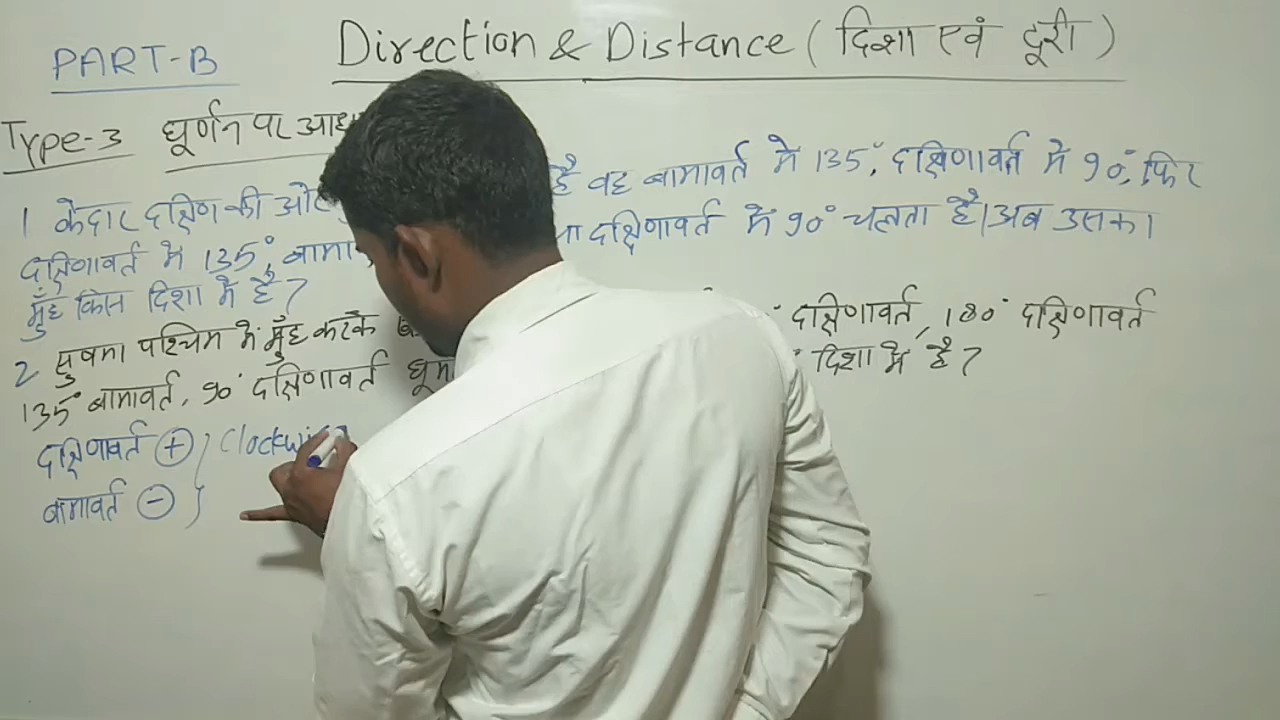 PART-B
Direction & Distance ( दिशा एवं दूरी )
Type-3 घूर्णन पर
1 केदार दक्षिण की ओर है वह बामावर्त मे 135°, दक्षिणावर्त मे 90°, फिर
दक्षिणावर्त मे 135°, दक्षिणावर्त में 90° चलता है। अब उसका
मुँह किस दिशा मे है?
2 सुषमा पश्चिम में मुँह करके दक्षिणावर्त, 180° दक्षिणावर्त
135° बामावर्त, 90° दक्षिणावर्त दिशा में है?
दक्षिणावर्त (+) Clockwise
बामावर्त (-)